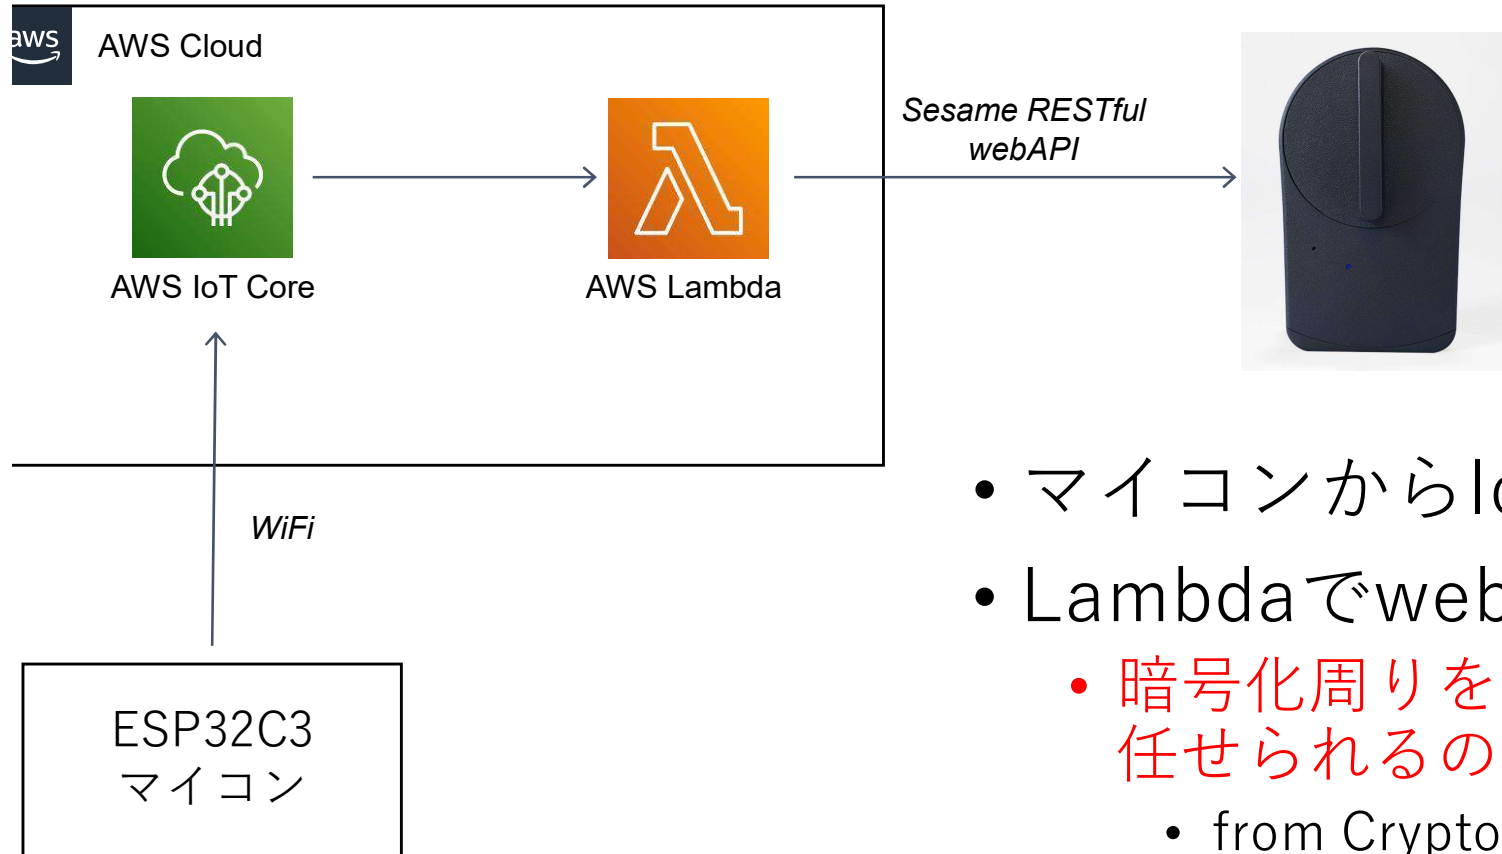 aws
AWS Cloud
Sesame RESTful
webAPI
AWS IoT Core
AWS Lambda
WiFi
ESP32C3
マイコン
• マイコンからI
• Lambdaでweb
• 暗号化周りを
任せられるの
• from Crypto